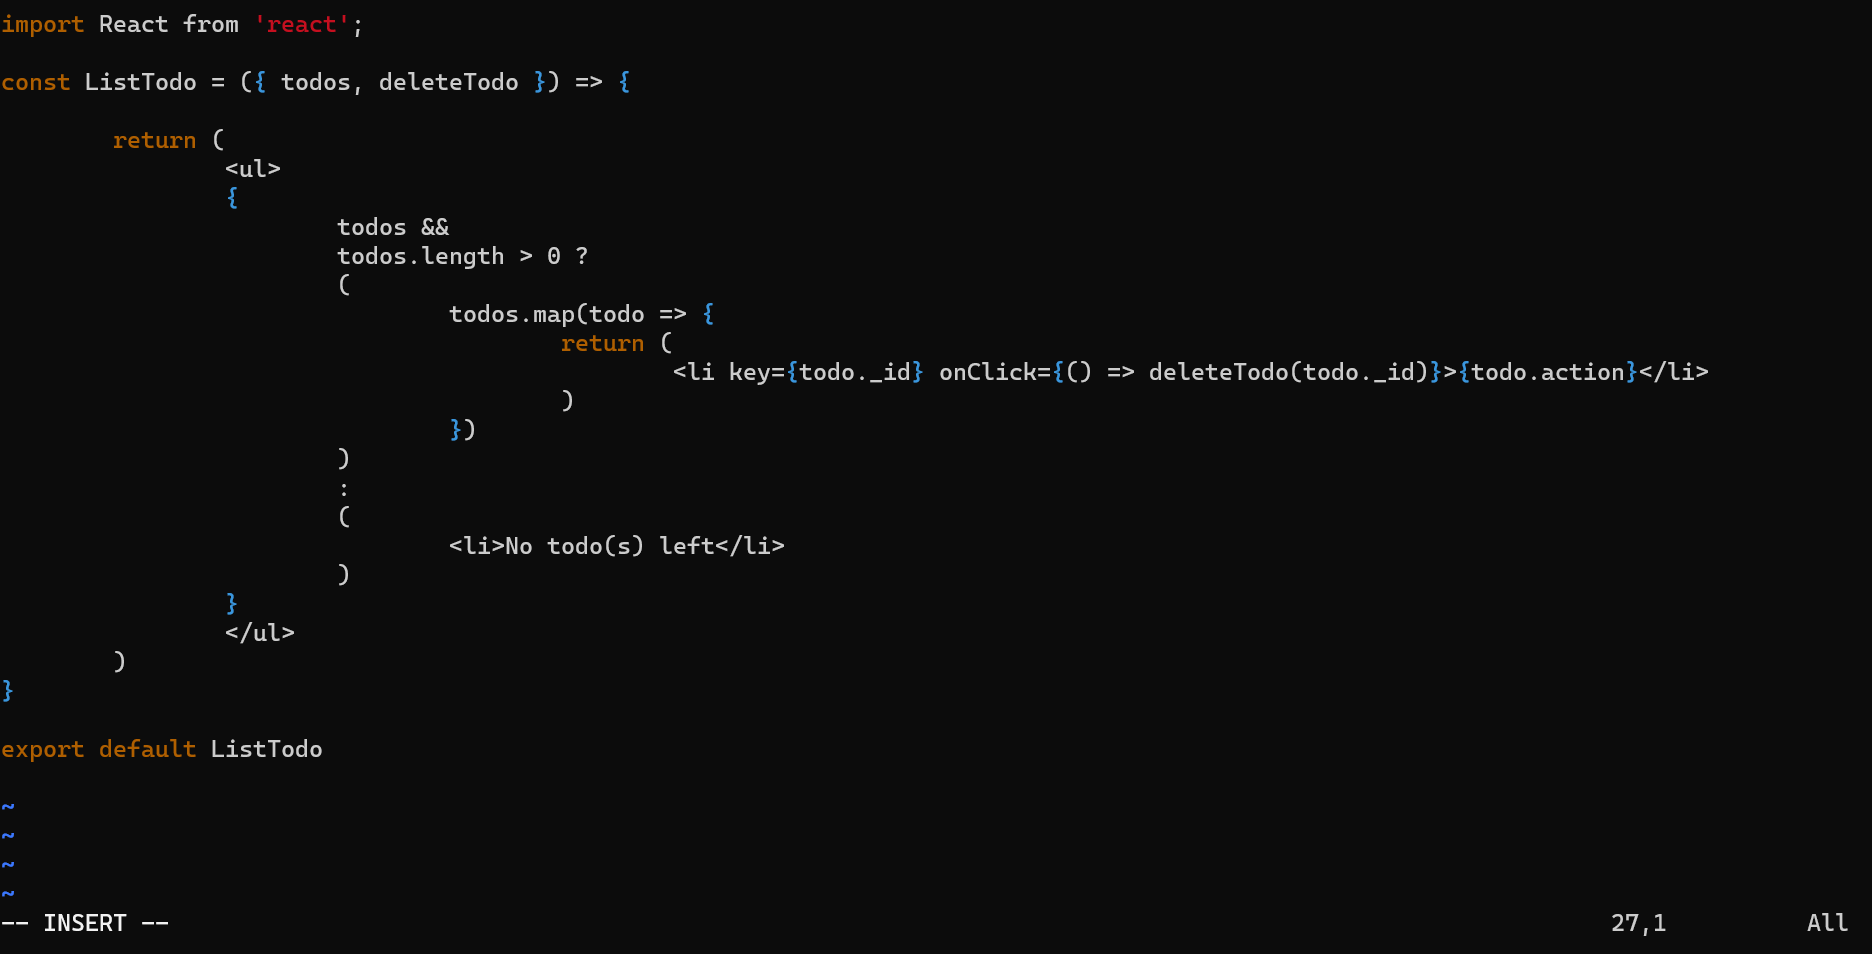 import React from 'react';

const ListTodo = ({ todos, deleteTodo }) => {

        return (
                <ul>
                {
                        todos &&
                        todos.length > 0 ?
                        (
                                todos.map(todo => {
                                        return (
                                                <li key={todo._id} onClick={() => deleteTodo(todo._id)}>{todo.action}</li>
                                        )
                                })
                        )
                        :
                        (
                                <li>No todo(s) left</li>
                        )
                }
                </ul>
        )
}

export default ListTodo

~
~
~
~
-- INSERT -- 27,1 All